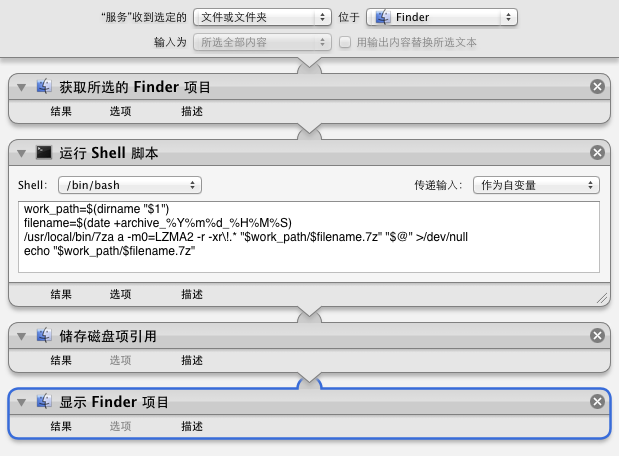 “服务”收到选定的 文件或文件夹 位于 Finder
输入为 所选全部内容 用输出内容替换所选文本
获取所选的 Finder 项目
结果 选项 描述
运行 Shell 脚本
Shell: /bin/bash 传递输入: 作为自变量
work_path=$(dirname "$1")
filename=$(date +archive_%Y%m%d_%H%M%S)
/usr/local/bin/7za a -m0=LZMA2 -r -xr\!.* "$work_path/$filename.7z" "$@" >/dev/null
echo "$work_path/$filename.7z"
结果 选项 描述
储存磁盘项引用
结果 选项 描述
显示 Finder 项目
结果 选项 描述